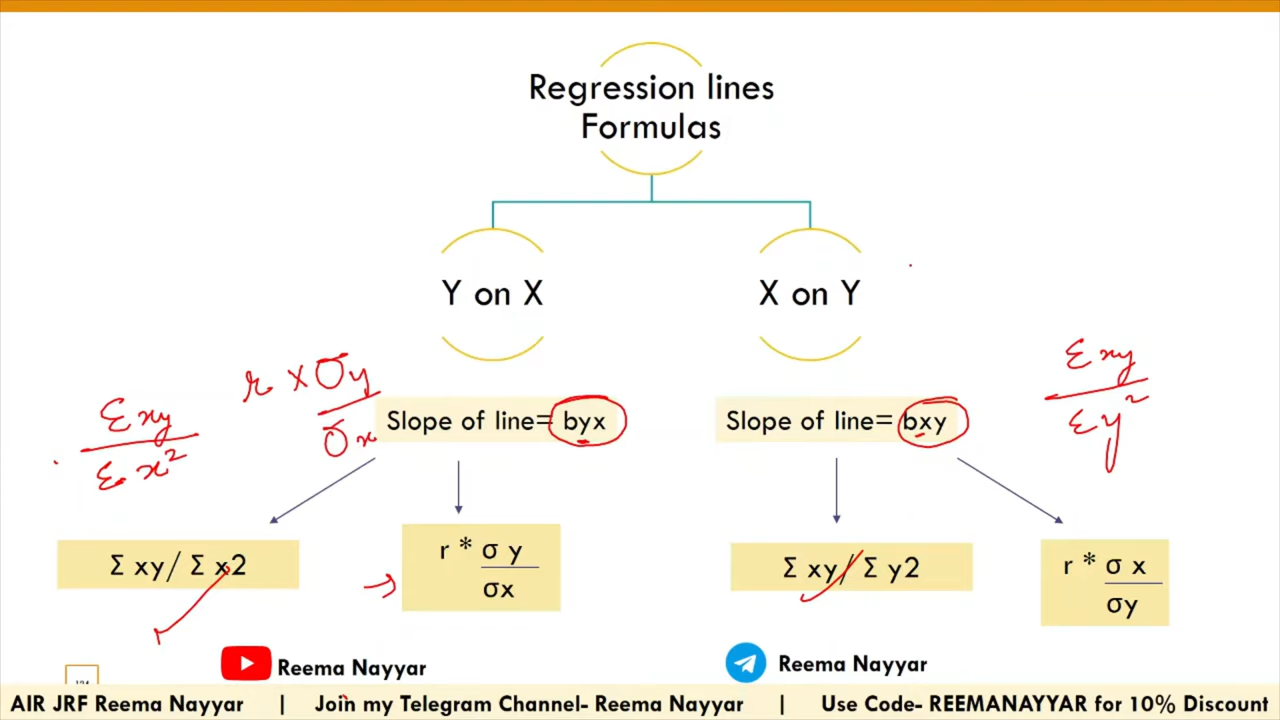 Regression lines
Formulas
Y on X
X on Y
r × σy
σx
Σxy
Σx²
Slope of line= byx
Slope of line= bxy
Σxy
Σy²
Σ xy/ Σ x2
r * σ y
σx
Σ xy/ Σ y2
r * σ x
σy
Reema Nayyar
Reema Nayyar
AIR JRF Reema Nayyar | Join my Telegram Channel- Reema Nayyar | Use Code- REEMANAYYAR for 10% Discount